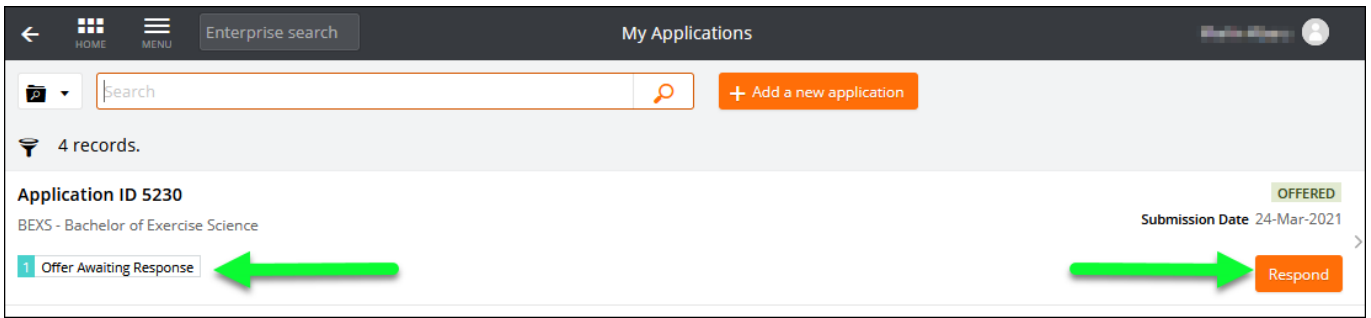 HOME
MENU
Enterprise search
My Applications
Search
+ Add a new application
4 records.
Application ID 5230
OFFERED
BEXS - Bachelor of Exercise Science
Submission Date 24-Mar-2021
1 Offer Awaiting Response
Respond